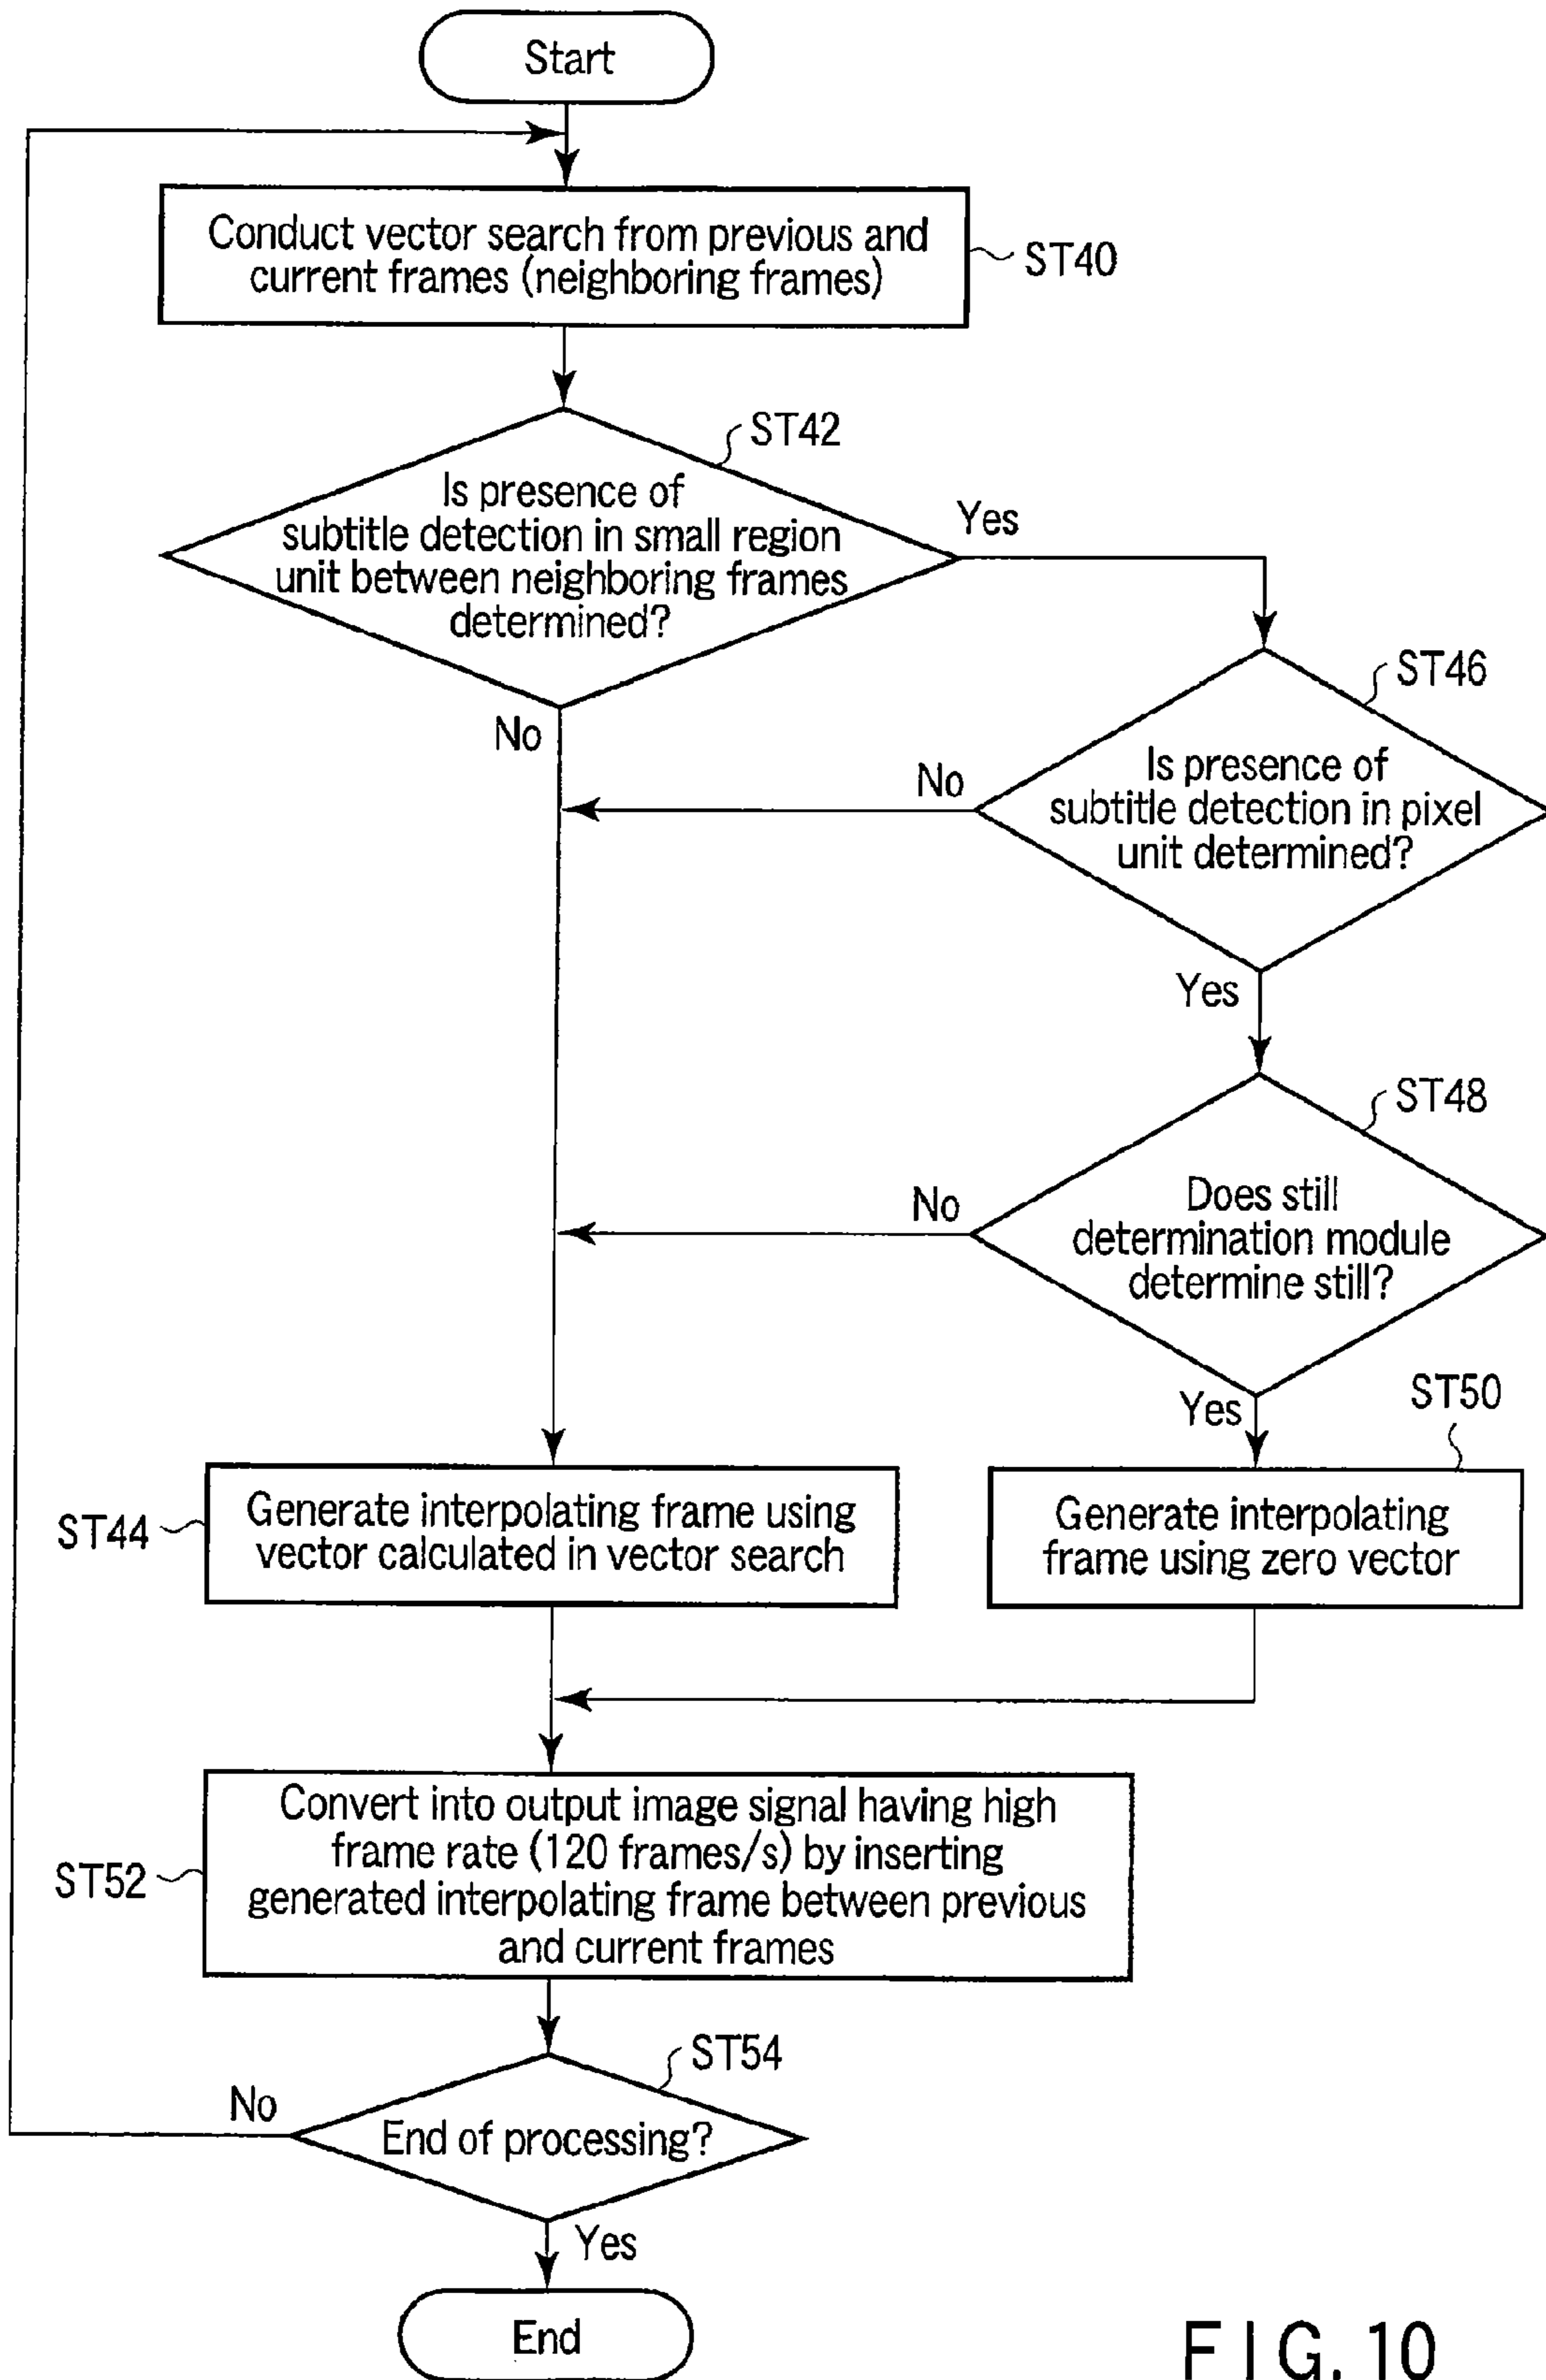 Start
Conduct vector search from previous and
current frames (neighboring frames)
ST40
ST42
Is presence of
subtitle detection in small region
unit between neighboring frames
determined?
Yes
No
ST46
Is presence of
subtitle detection in pixel
unit determined?
No
Yes
ST48
Does still
determination module
determine still?
No
Yes
ST50
ST44
Generate interpolating frame using
vector calculated in vector search
Generate interpolating
frame using zero vector
ST52
Convert into output image signal having high
frame rate (120 frames/s) by inserting
generated interpolating frame between previous
and current frames
ST54
No
End of processing?
Yes
End
FIG. 10